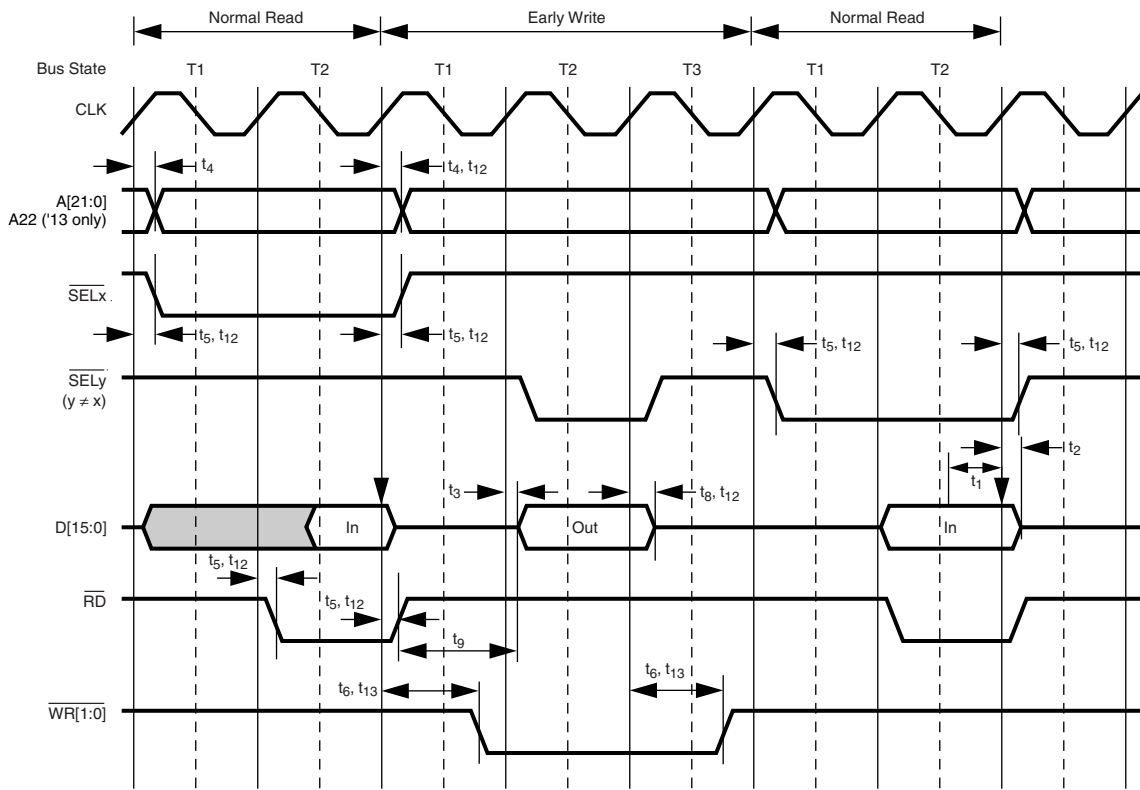 Normal Read Early Write Normal Read
Bus State T1 T2 T1 T2 T3 T1 T2
CLK
t4 t4, t12
A[21:0]
A22 ('13 only)
SELx
t5, t12 t5, t12 t5, t12 t5, t12
SELy
(y ≠ x)
t2
t1
t3 t8, t12
D[15:0] In Out In
t5, t12
RD t5, t12
t9
t6, t13 t6, t13
WR[1:0]